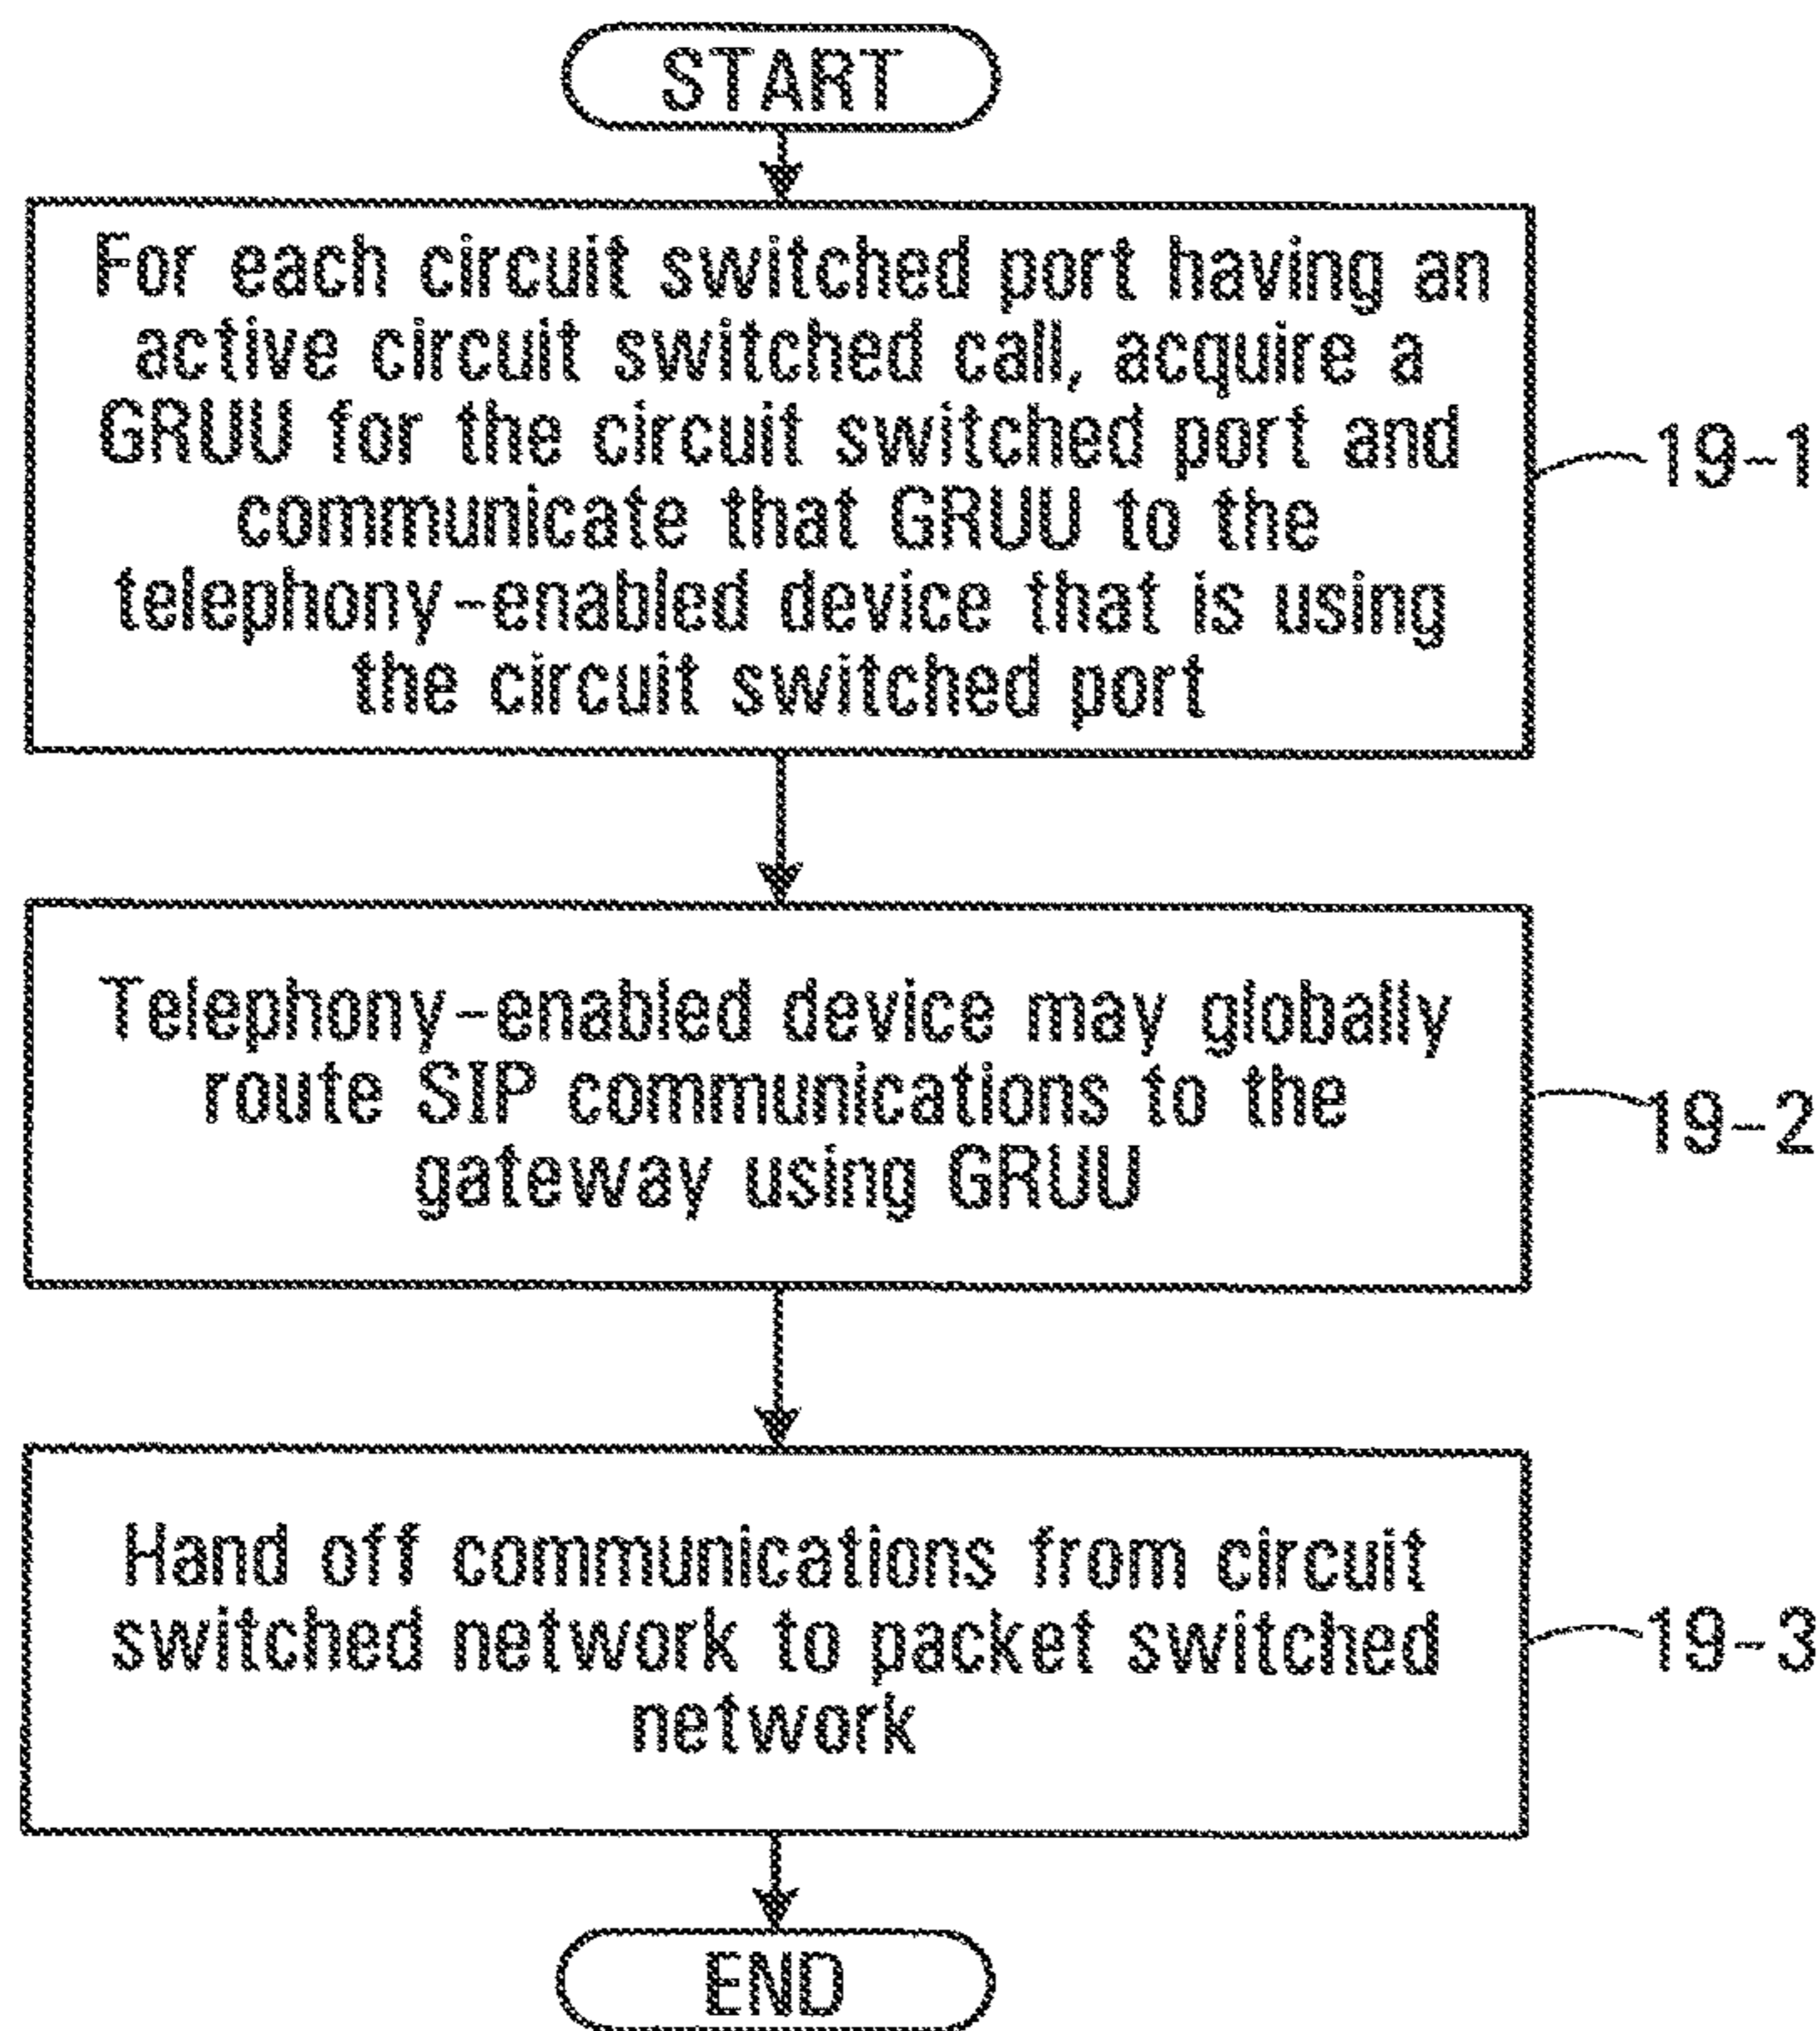 START
For each circuit switched port having an
active circuit switched call, acquire a
GRUU for the circuit switched port and
communicate that GRUU to the
telephony-enabled device that is using
the circuit switched port
19-1
Telephony-enabled device may globally
route SIP communications to the
gateway using GRUU
19-2
Hand off communications from circuit
switched network to packet switched
network
19-3
END